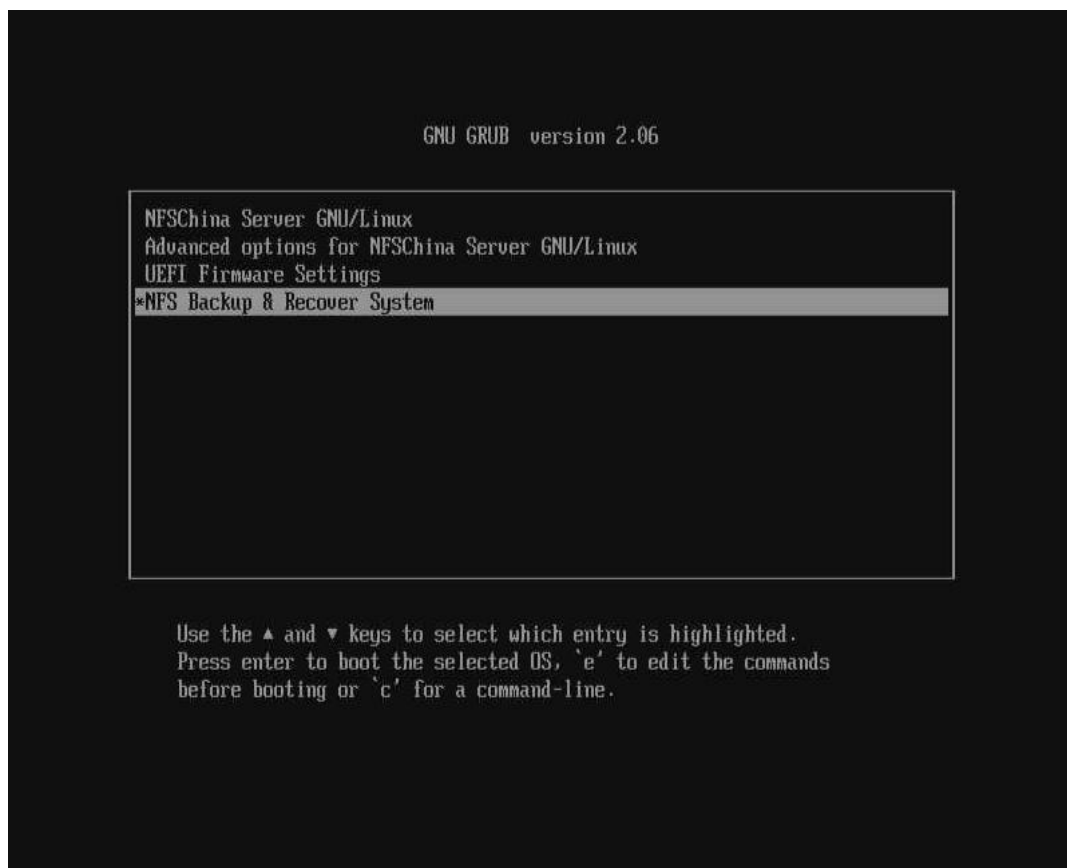 GNU GRUB version 2.06
NFSChina Server GNU/Linux
Advanced options for NFSChina Server GNU/Linux
UEFI Firmware Settings
*NFS Backup & Recover System
Use the ▲ and ▼ keys to select which entry is highlighted.
Press enter to boot the selected OS, `e' to edit the commands
before booting or `c' for a command-line.